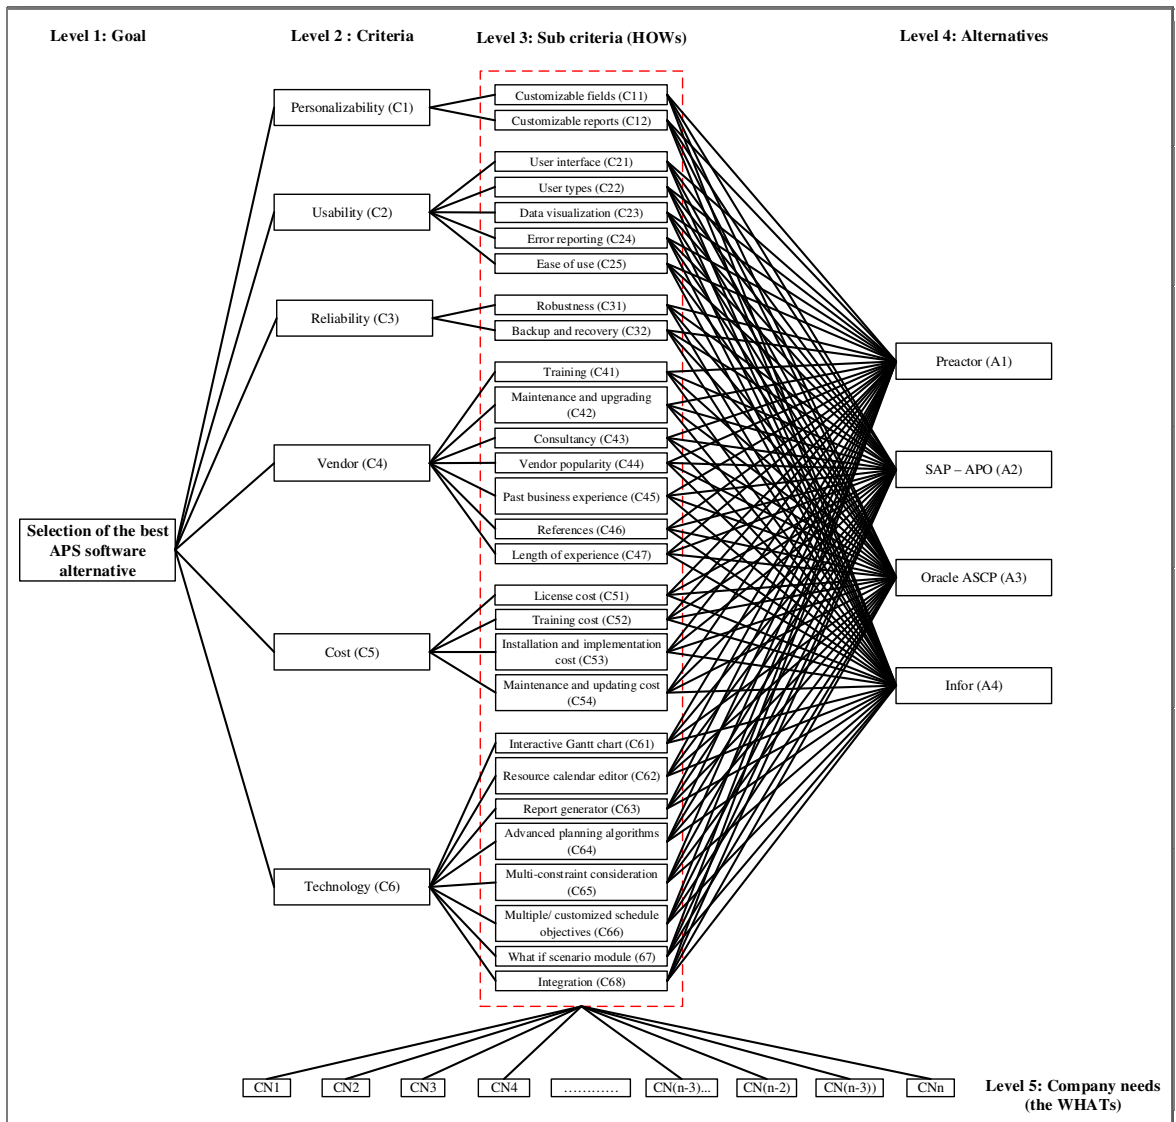 Level 1: Goal
Level 2 : Criteria
Level 3: Sub criteria (HOWs)
Level 4: Alternatives
Selection of the best
APS software
alternative
Personalizability (C1)
Usability (C2)
Reliability (C3)
Vendor (C4)
Cost (C5)
Technology (C6)
Customizable fields (C11)
Customizable reports (C12)
User interface (C21)
User types (C22)
Data visualization (C23)
Error reporting (C24)
Ease of use (C25)
Robustness (C31)
Backup and recovery (C32)
Training (C41)
Maintenance and upgrading
(C42)
Consultancy (C43)
Vendor popularity (C44)
Past business experience (C45)
References (C46)
Length of experience (C47)
License cost (C51)
Training cost (C52)
Installation and implementation
cost (C53)
Maintenance and updating cost
(C54)
Interactive Gantt chart (C61)
Resource calendar editor (C62)
Report generator (C63)
Advanced planning algorithms
(C64)
Multi-constraint consideration
(C65)
Multiple/ customized schedule
objectives (C66)
What if scenario module (67)
Integration (C68)
Preactor (A1)
SAP – APO (A2)
Oracle ASCP (A3)
Infor (A4)
CN1
CN2
CN3
CN4
…………
CN(n-3)...
CN(n-2)
CN(n-3))
CNn
Level 5: Company needs
(the WHATs)